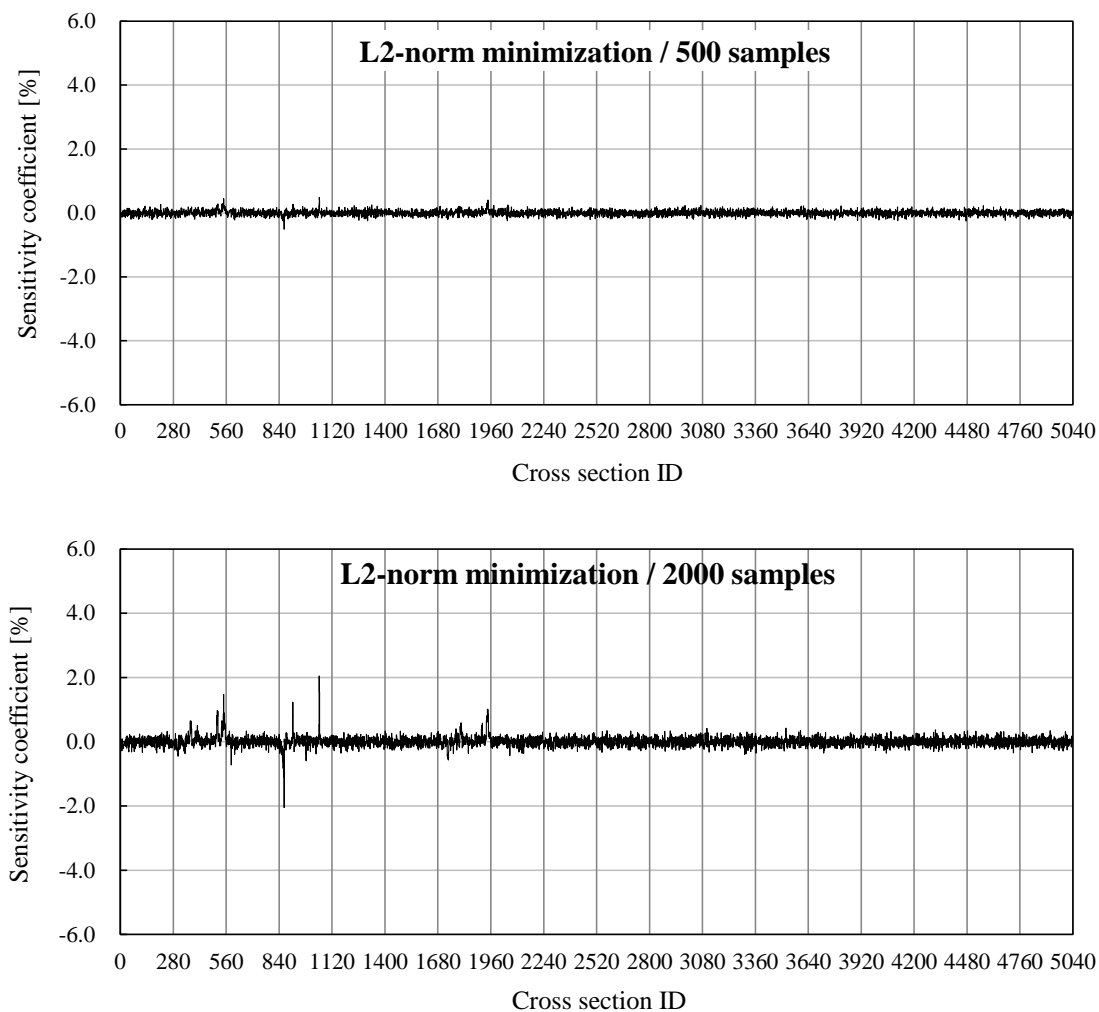 L2-norm minimization / 500 samples
Sensitivity coefficient [%]
6.0
4.0
2.0
0.0
-2.0
-4.0
-6.0
0 280 560 840 1120 1400 1680 1960 2240 2520 2800 3080 3360 3640 3920 4200 4480 4760 5040
Cross section ID
L2-norm minimization / 2000 samples
Sensitivity coefficient [%]
6.0
4.0
2.0
0.0
-2.0
-4.0
-6.0
0 280 560 840 1120 1400 1680 1960 2240 2520 2800 3080 3360 3640 3920 4200 4480 4760 5040
Cross section ID